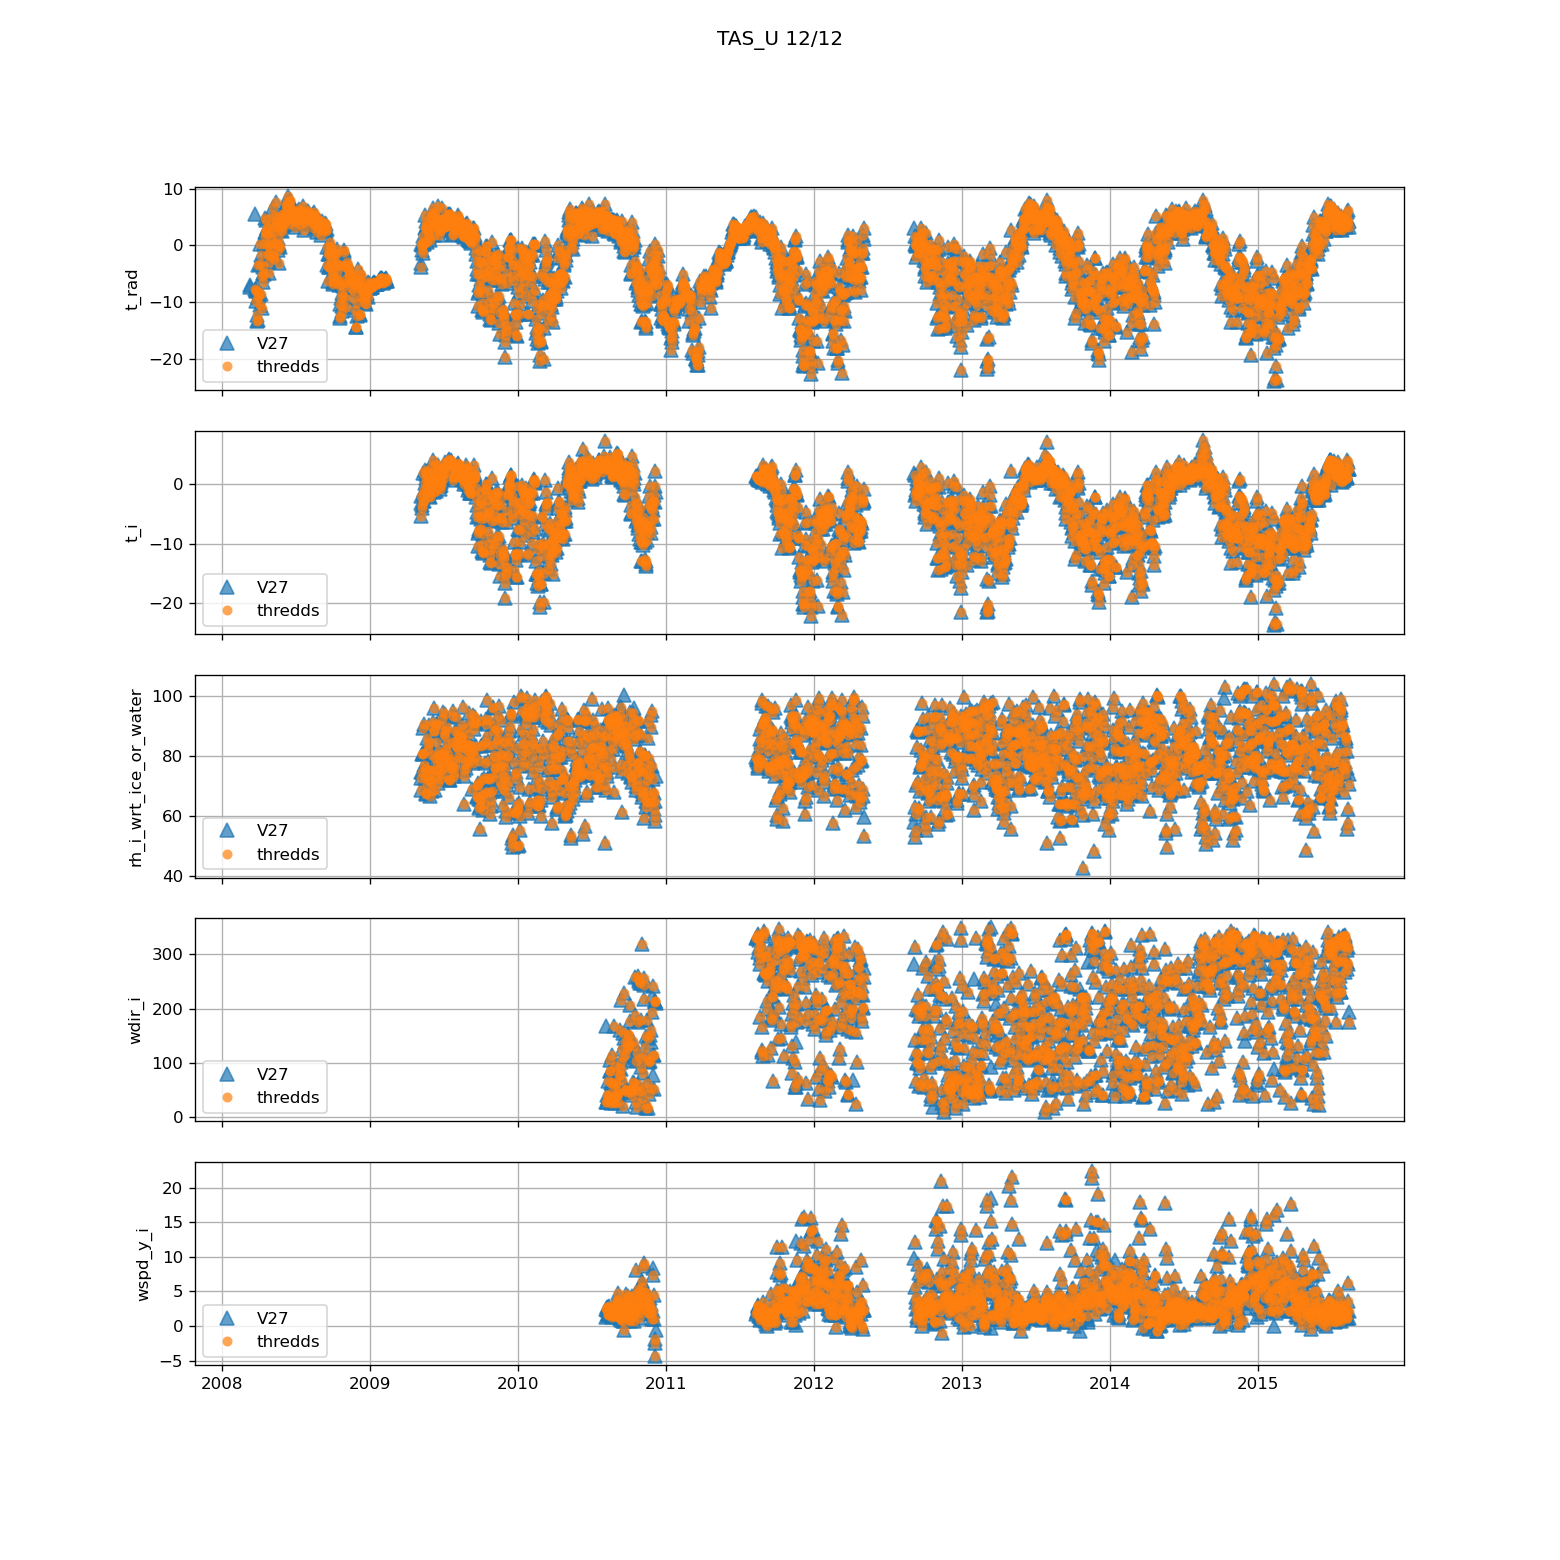 TAS_U 12/12
10
0
−10
−20
t_rad
V27
thredds
0
−10
−20
t_i
V27
thredds
100
80
60
40
rh_i_wrt_ice_or_water
V27
thredds
300
200
100
0
wdir_i
V27
thredds
20
15
10
5
0
−5
wspd_y_i
V27
thredds
2008 2009 2010 2011 2012 2013 2014 2015